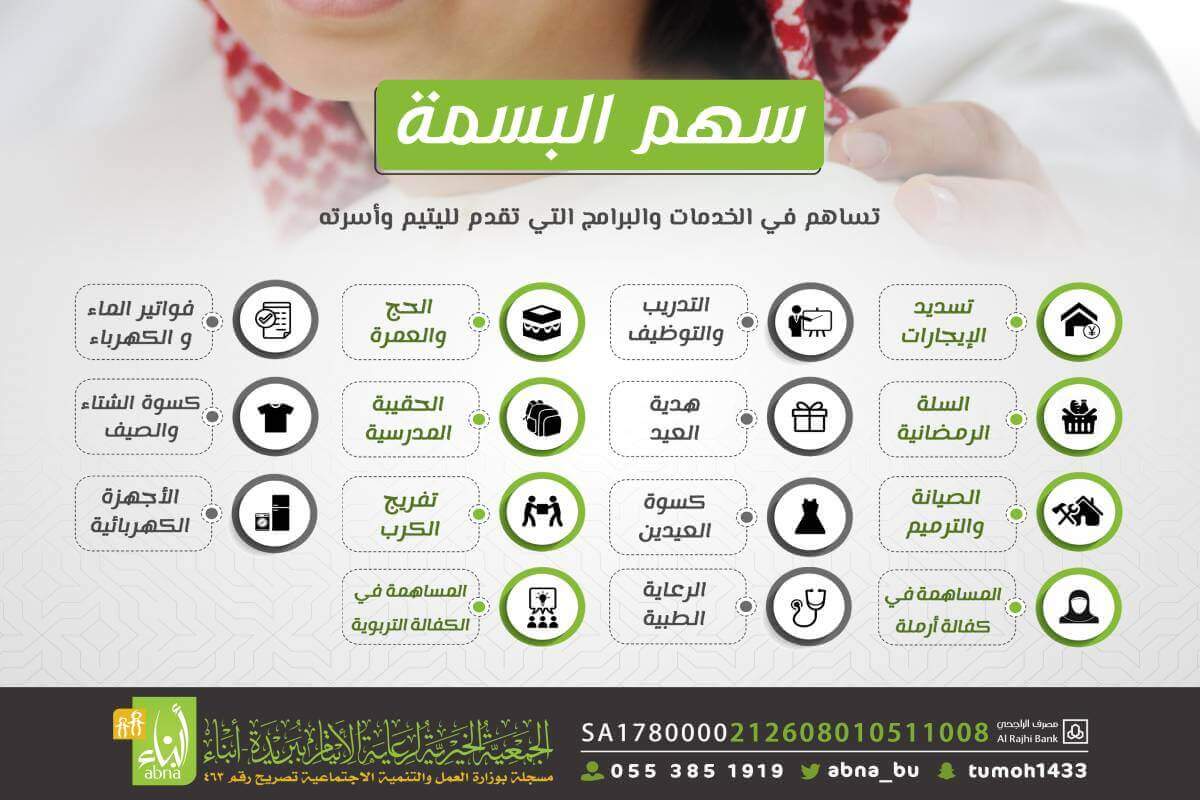 سهم البسمة
تساهم في الخدمات والبرامج التي تقدم لليتيم وأسرته
تسديد
الإيجارات
التدريب
والتوظيف
الحج
والعمرة
فواتير الماء
و الكهرباء
السلة
الرمضانية
هدية
العيد
الحقيبة
المدرسية
كسوة الشتاء
والصيف
الصيانة
والترميم
كسوة
العيدين
تفريج
الكرب
الأجهزة
الكهربائية
المساهمة في
كفالة أرملة
الرعاية
الطبية
المساهمة في
الكفالة التربوية
مصرف الراجحي
Al Rajhi Bank
SA1780000212608010511008
055 385 1919
abna_bu
tumoh1433
الجمعية الخيرية لرعاية الأيتام ببريدة - أبناء
مسجلة بوزارة العمل والتنمية الاجتماعية تصريح رقم ٤٦٣
أبناء
abna